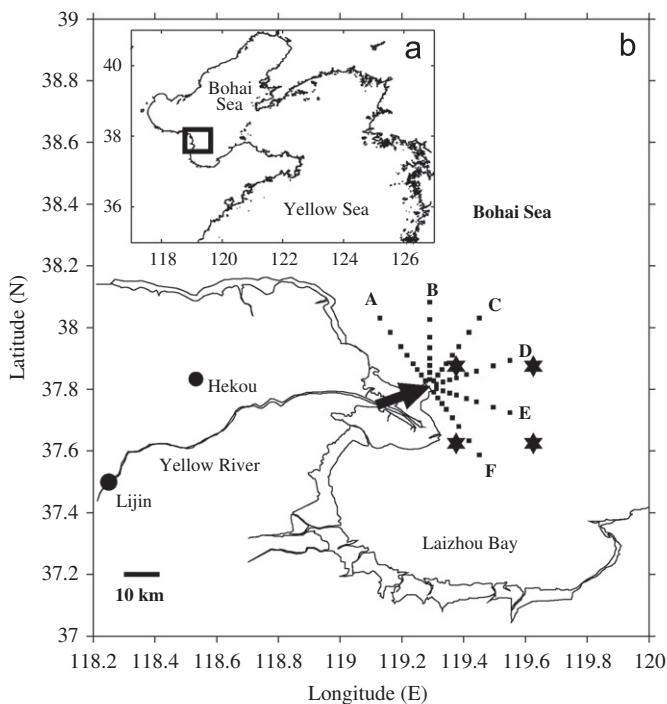 39
38.8
38.6
38.4
38.2
38
37.8
37.6
37.4
37.2
37
Latitude (N)
a
b
40
38
36
118 120 122 124 126
Bohai
Sea
Yellow Sea
Bohai Sea
A
B
C
D
E
F
Hekou
Yellow River
Lijin
Laizhou Bay
10 km
118.2 118.4 118.6 118.8 119 119.2 119.4 119.6 119.8 120
Longitude (E)